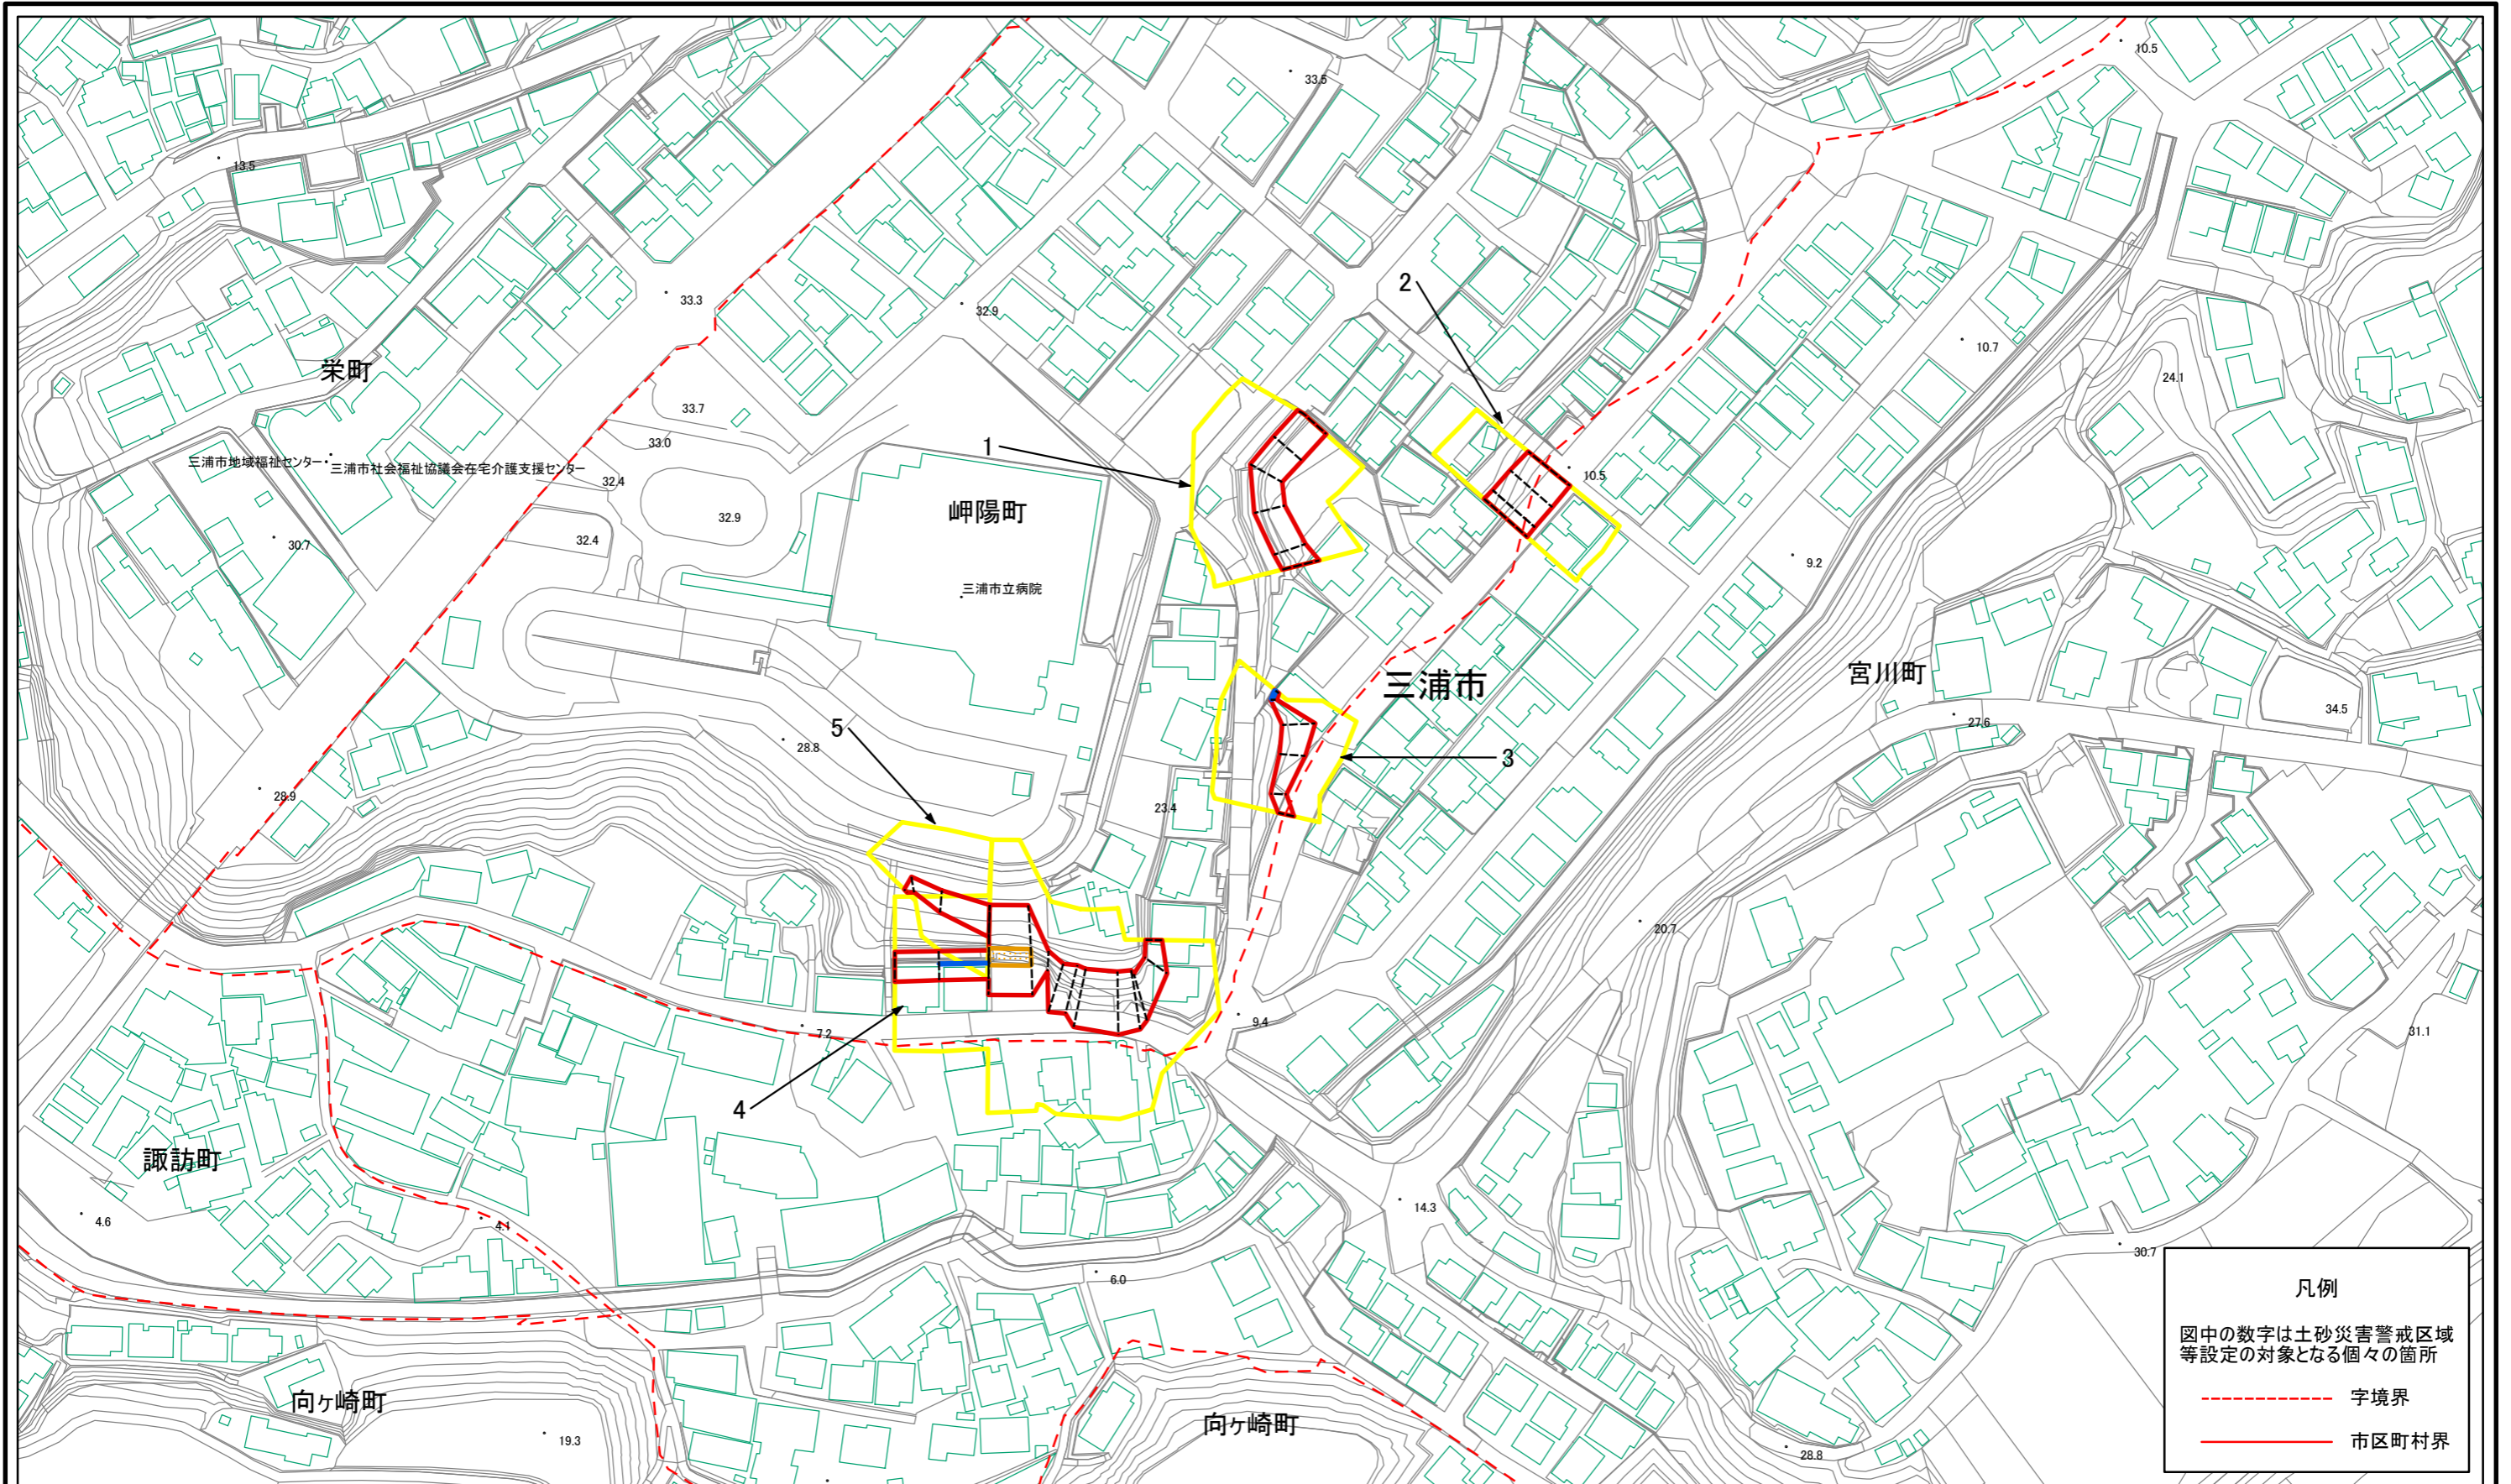 10.5
33.5
13.5
2
33.3
32.9
10.7
栄町
24.1
33.7
33.0
1
三浦市地域福祉センター
三浦市社会福祉協議会在宅介護支援センター
10.5
32.4
岬陽町
32.9
32.4
30.7
9.2
三浦市立病院
宮川町
三浦市
34.5
27.6
5
28.8
3
28.9
23.4
20.7
9.4
7.2
31.1
4
諏訪町
14.3
4.6
4.1
30.7
6.0
凡例
図中の数字は土砂災害警戒区域
等設定の対象となる個々の箇所
字境界
市区町村界
向ヶ崎町
向ヶ崎町
19.3
28.8